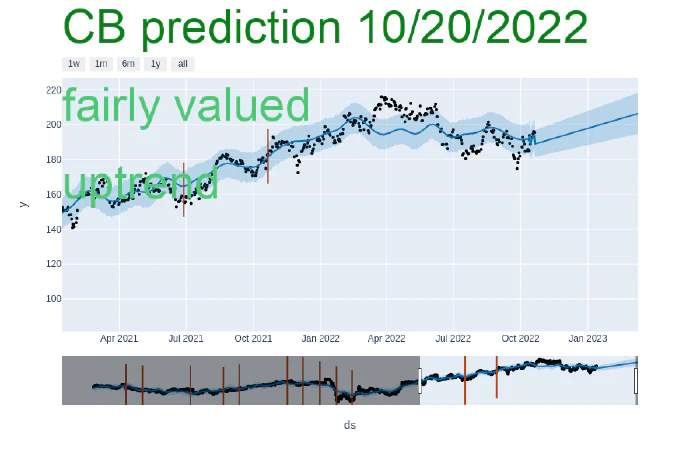 CB prediction 10/20/2022
1w 1m 6m 1y all
220
fairly valued
200
180
uptrend
160
y
140
120
100
Apr 2021 Jul 2021 Oct 2021 Jan 2022 Apr 2022 Jul 2022 Oct 2022 Jan 2023
ds